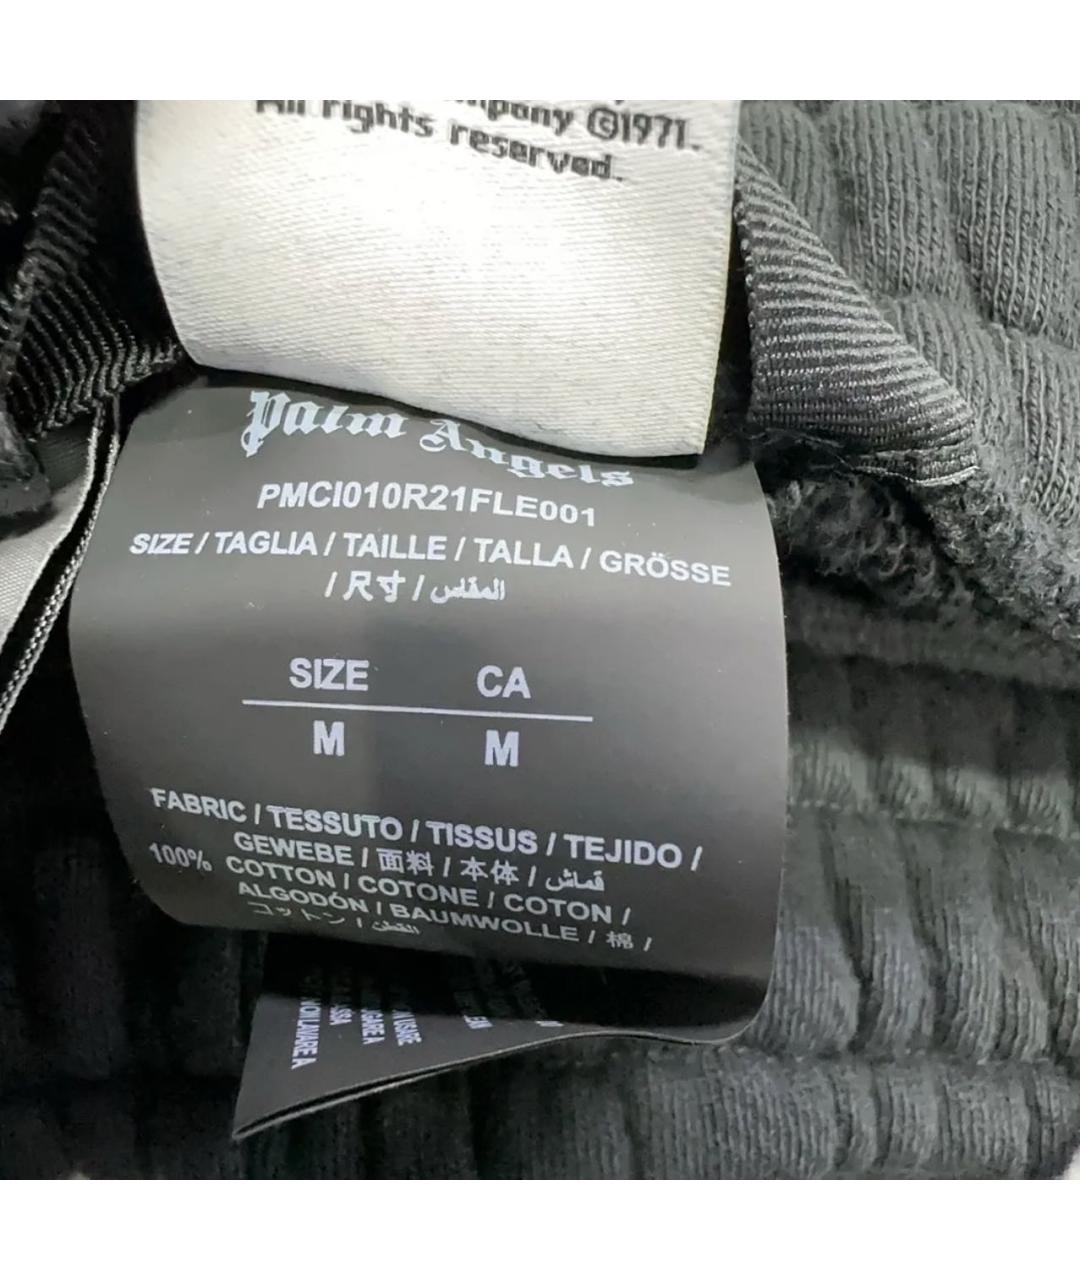 All rights reserved.
©1971.
Palm Angels
PMCI010R21FLE001
SIZE / TAGLIA / TAILLE / TALLA / GRÖSSE
/ 尺寸 / المقاس
SIZE CA
M M
FABRIC / TESSUTO / TISSUS / TEJIDO /
GEWEBE / 面料 / 本体 / قماش
100% COTTON / COTONE / COTON /
ALGODÓN / BAUMWOLLE / 棉 /
コットン / القطن